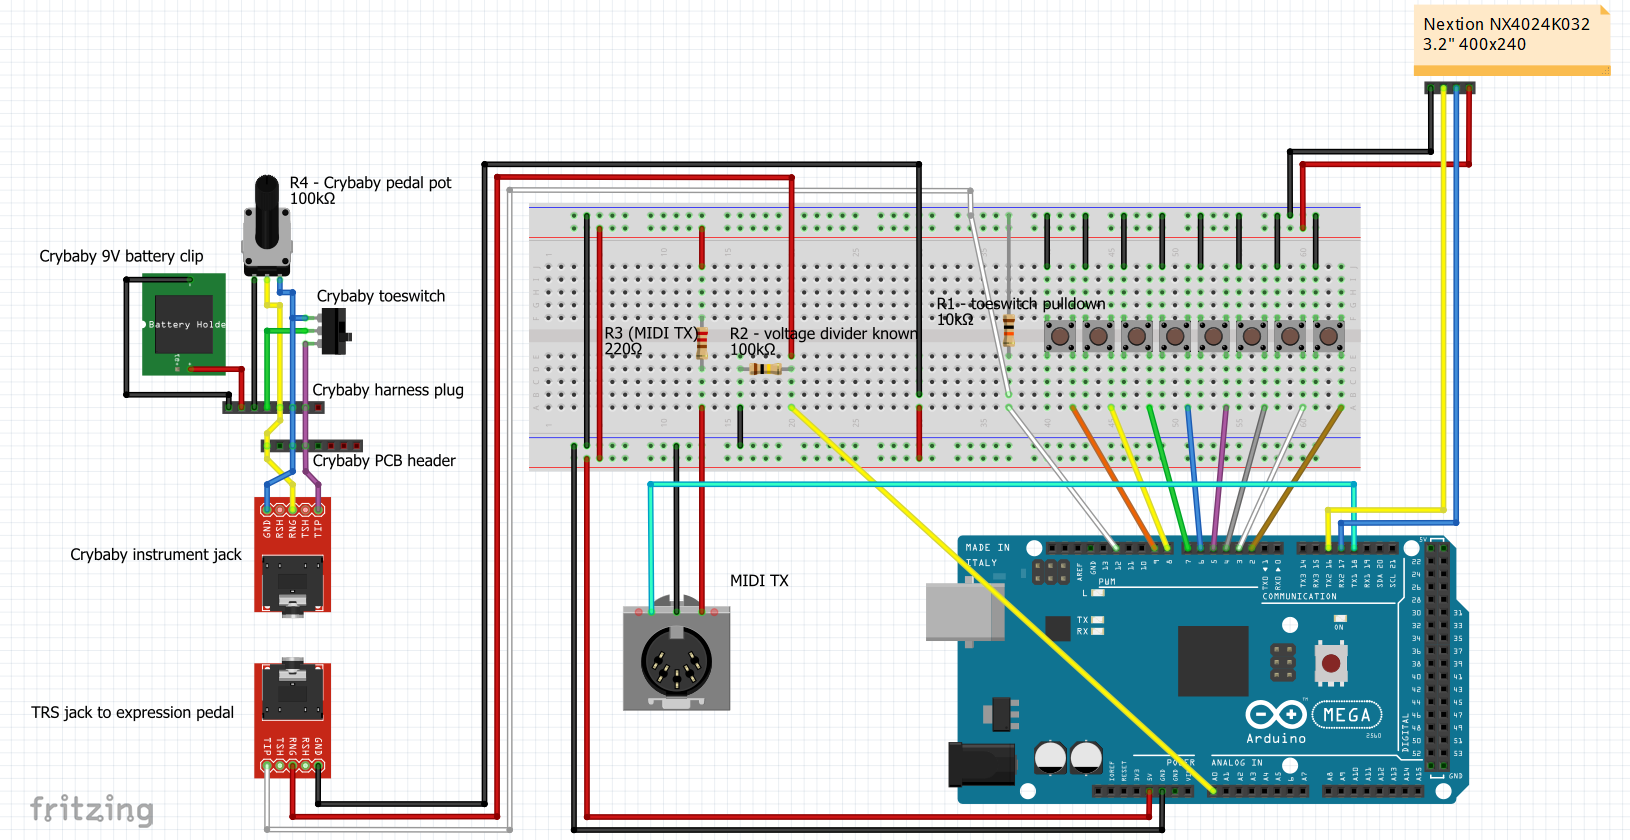 Nextion NX4024K032
3.2" 400x240
R4 - Crybaby pedal pot
100kΩ
Crybaby 9V battery clip
Battery Holde
Crybaby toeswitch
Crybaby harness plug
Crybaby PCB header
GND
RSH
RNG
TSH
TIP
Crybaby instrument jack
TRS jack to expression pedal
TIP
TSH
RNG
RSH
GND
R3 (MIDI TX)
220Ω
R2 - voltage divider known
100kΩ
R1 - toeswitch pulldown
10kΩ
MIDI TX
MADE IN
ITALY
AREF
GND
13
12
11
10
9
8
7
6
5
4
3
2
TX0 ◄ 1
RX0 ► 0
TX3 14
RX3 15
TX2 16
RX2 17
TX1 18
RX1 19
SDA 20
SCL 21
PWM
COMMUNICATION
L
TX
RX
ON
5V
22
24
26
28
30
32
34
36
38
40
42
44
46
48
50
52
31
33
35
37
39
41
43
45
47
49
51
53
GND
DIGITAL
Arduino
™
MEGA
2560
POWER
ANALOG IN
IOREF
RESET
3V3
5V
GND
GND
A0
A1
A2
A3
A4
A5
6
A7
A8
A9
A10
A11
A12
A13
A14
A15
fritzing